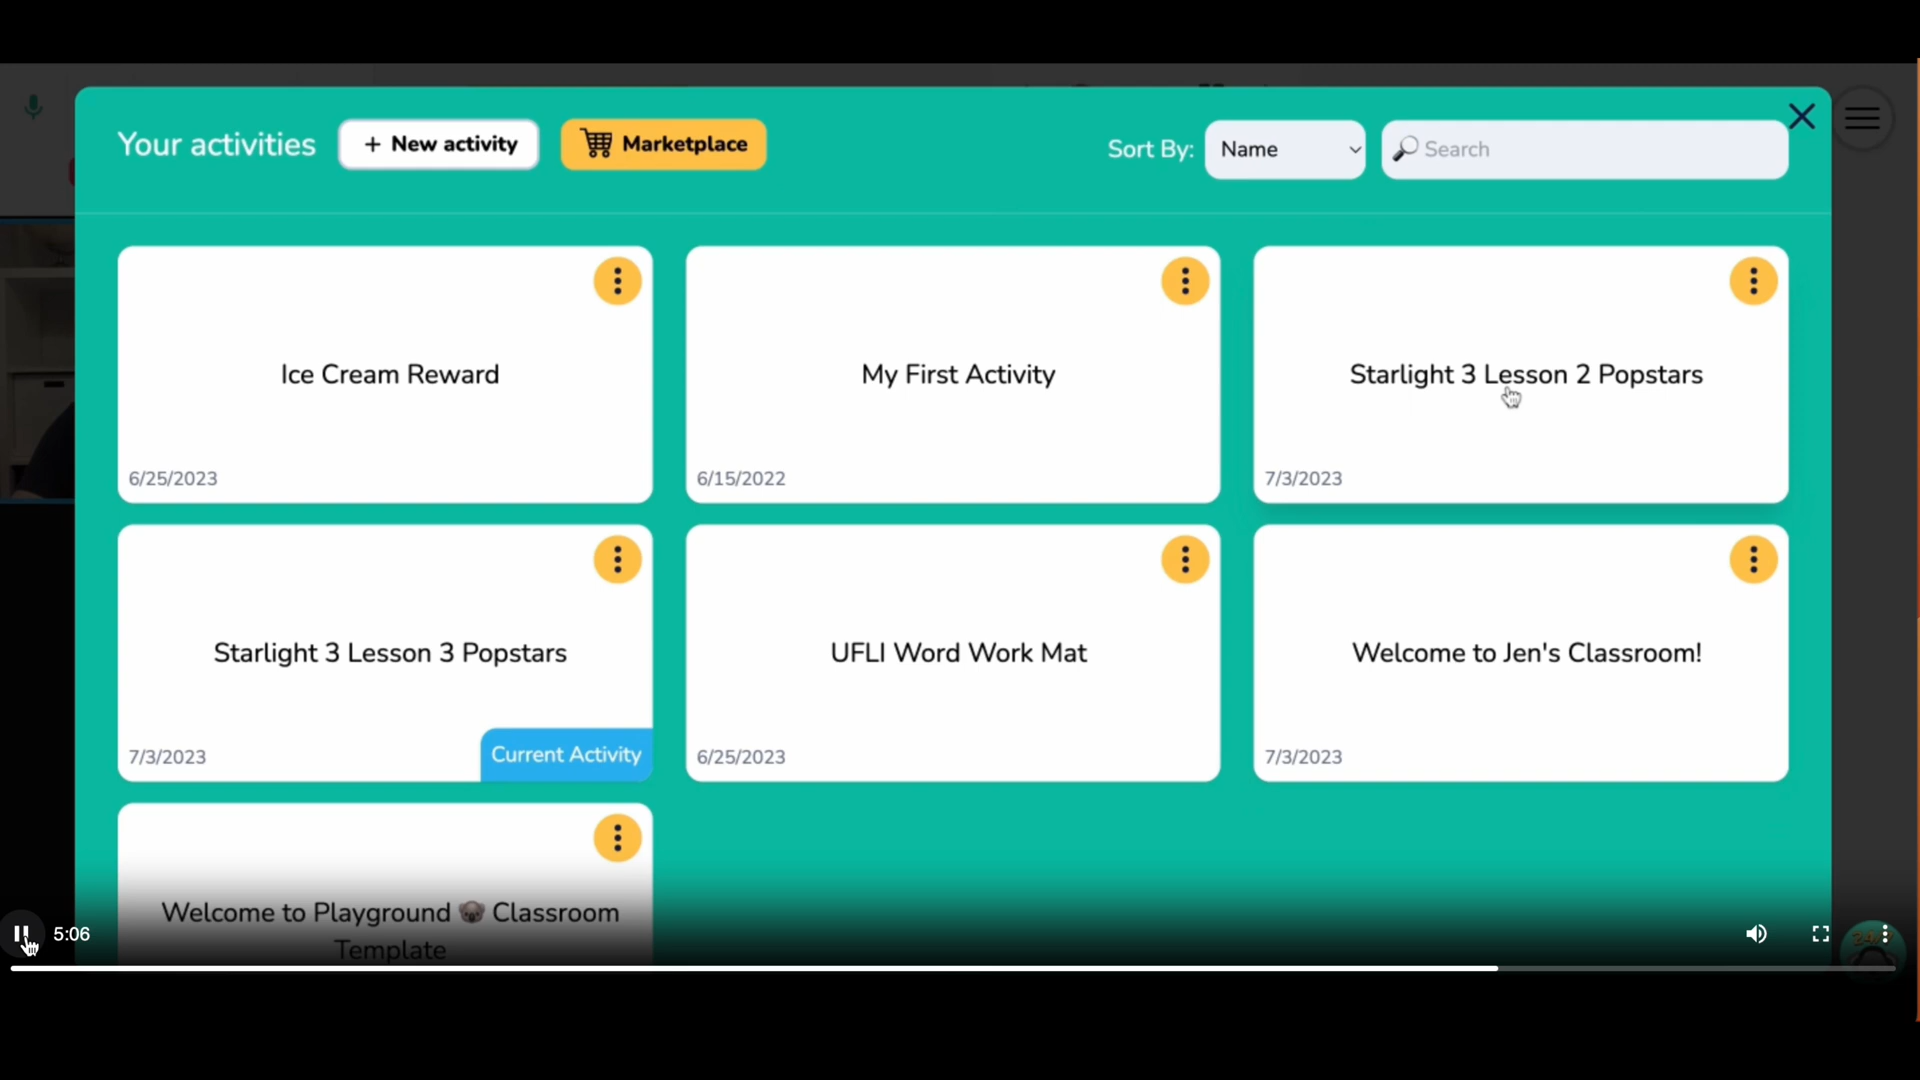 Your activities
+ New activity
Marketplace
Sort By:
Name
Search
Ice Cream Reward
6/25/2023
My First Activity
6/15/2022
Starlight 3 Lesson 2 Popstars
7/3/2023
Starlight 3 Lesson 3 Popstars
7/3/2023
Current Activity
UFLI Word Work Mat
6/25/2023
Welcome to Jen's Classroom!
7/3/2023
Welcome to Playground 🐨 Classroom
Template
5:06